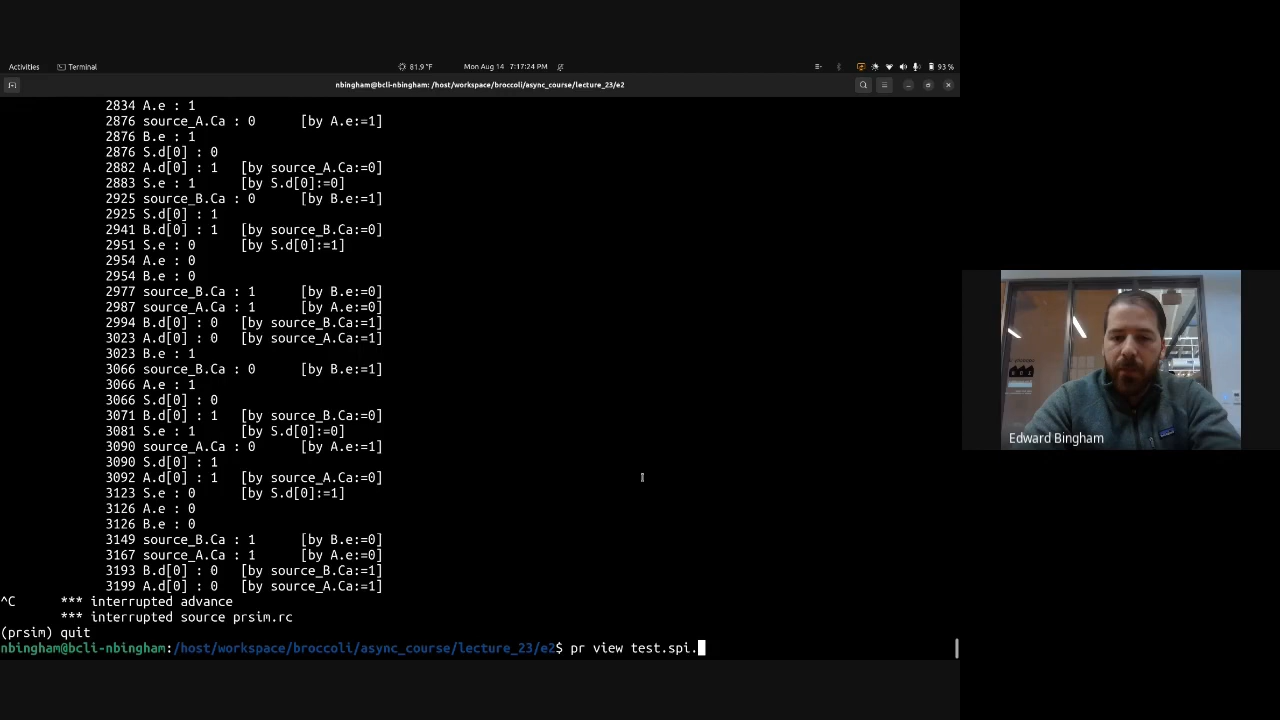 Activities
Terminal
81.9 °F
Mon Aug 14 7:17:24 PM
93 %
nbingham@bcli-nbingham: /host/workspace/broccoli/async_course/lecture_23/e2
2834 A.e : 1
2876 source_A.Ca : 0 [by A.e:=1]
2876 B.e : 1
2876 S.d[0] : 0
2882 A.d[0] : 1 [by source_A.Ca:=0]
2883 S.e : 1 [by S.d[0]:=0]
2925 source_B.Ca : 0 [by B.e:=1]
2925 S.d[0] : 1
2941 B.d[0] : 1 [by source_B.Ca:=0]
2951 S.e : 0 [by S.d[0]:=1]
2954 A.e : 0
2954 B.e : 0
2977 source_B.Ca : 1 [by B.e:=0]
2987 source_A.Ca : 1 [by A.e:=0]
2994 B.d[0] : 0 [by source_B.Ca:=1]
3023 A.d[0] : 0 [by source_A.Ca:=1]
3023 B.e : 1
3066 source_B.Ca : 0 [by B.e:=1]
3066 A.e : 1
3066 S.d[0] : 0
3071 B.d[0] : 1 [by source_B.Ca:=0]
3081 S.e : 1 [by S.d[0]:=0]
3090 source_A.Ca : 0 [by A.e:=1]
3090 S.d[0] : 1
3092 A.d[0] : 1 [by source_A.Ca:=0]
3123 S.e : 0 [by S.d[0]:=1]
3126 A.e : 0
3126 B.e : 0
3149 source_B.Ca : 1 [by B.e:=0]
3167 source_A.Ca : 1 [by A.e:=0]
3193 B.d[0] : 0 [by source_B.Ca:=1]
3199 A.d[0] : 0 [by source_A.Ca:=1]
^C *** interrupted advance
*** interrupted source prsim.rc
(prsim) quit
nbingham@bcli-nbingham:/host/workspace/broccoli/async_course/lecture_23/e2$ pr view test.spi.
Edward Bingham